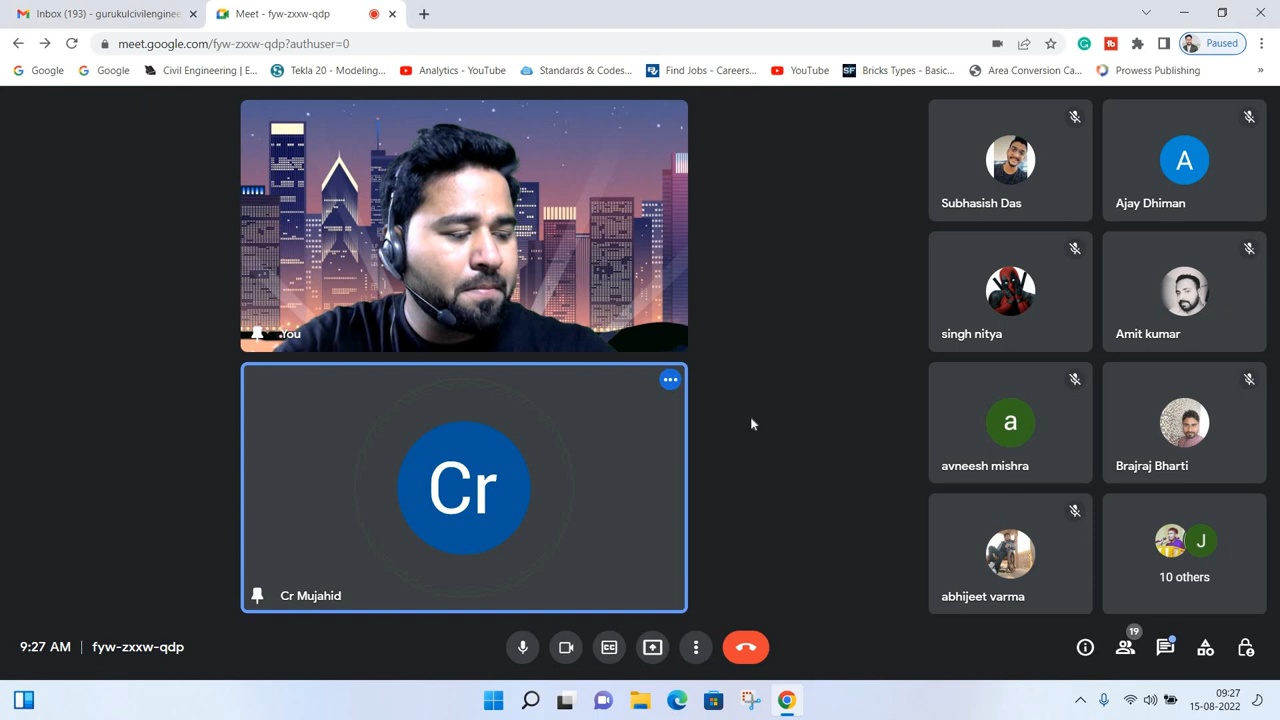 Inbox (193) - gurukulcivilengineer
Meet - fyw-zxxw-qdp
meet.google.com/fyw-zxxw-qdp?authuser=0
Paused
Google
Google
Civil Engineering | E...
Tekla 20 - Modeling...
Analytics - YouTube
Standards & Codes...
Find Jobs - Careers...
YouTube
SF
Bricks Types - Basic...
Area Conversion Ca...
Prowess Publishing
»
You
Subhasish Das
A
Ajay Dhiman
singh nitya
Amit kumar
Cr
Cr Mujahid
a
avneesh mishra
Brajraj Bharti
abhijeet varma
J
10 others
9:27 AM | fyw-zxxw-qdp
CC
19
09:27
15-08-2022